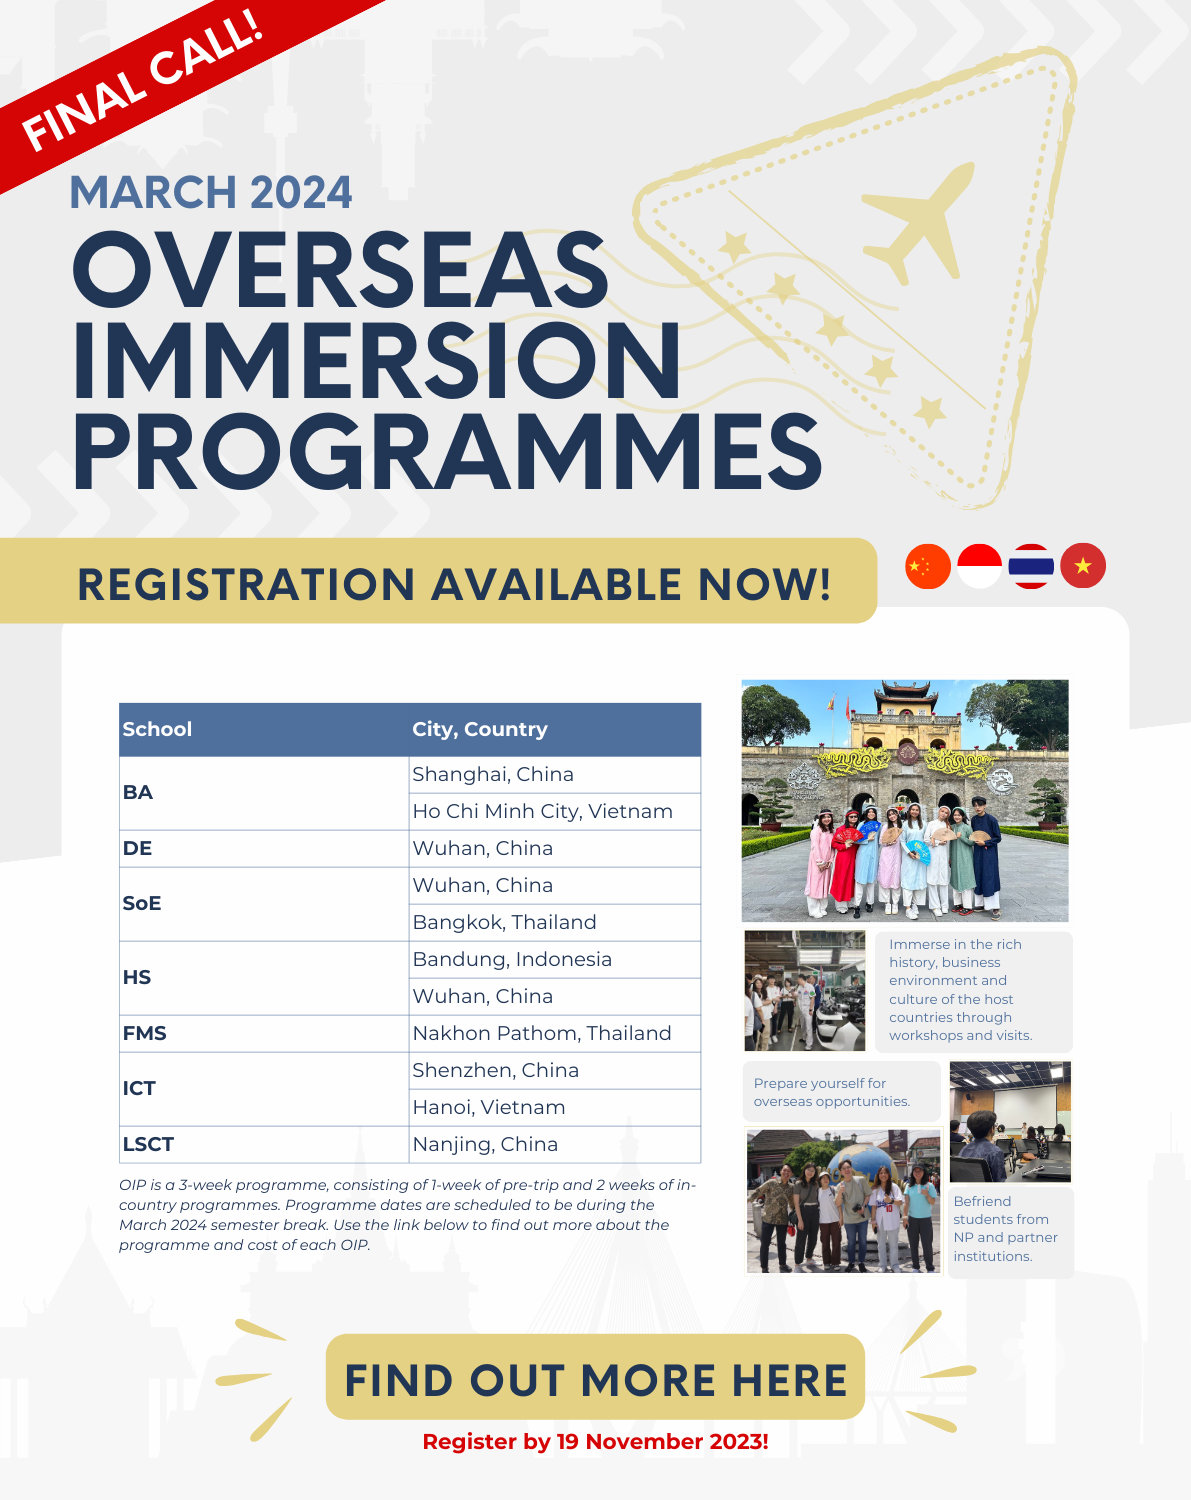 FINAL CALL!
MARCH 2024
OVERSEAS
IMMERSION
PROGRAMMES
REGISTRATION AVAILABLE NOW!
School City, Country
BA
Shanghai, China
Ho Chi Minh City, Vietnam
DE Wuhan, China
SoE
Wuhan, China
Bangkok, Thailand
HS
Bandung, Indonesia
Wuhan, China
FMS Nakhon Pathom, Thailand
ICT
Shenzhen, China
Hanoi, Vietnam
LSCT Nanjing, China
OIP is a 3-week programme, consisting of 1-week of pre-trip and 2 weeks of in-
country programmes. Programme dates are scheduled to be during the
March 2024 semester break. Use the link below to find out more about the
programme and cost of each OIP.
Immerse in the rich
history, business
environment and
culture of the host
countries through
workshops and visits.
Prepare yourself for
overseas opportunities.
Befriend
students from
NP and partner
institutions.
FIND OUT MORE HERE
Register by 19 November 2023!